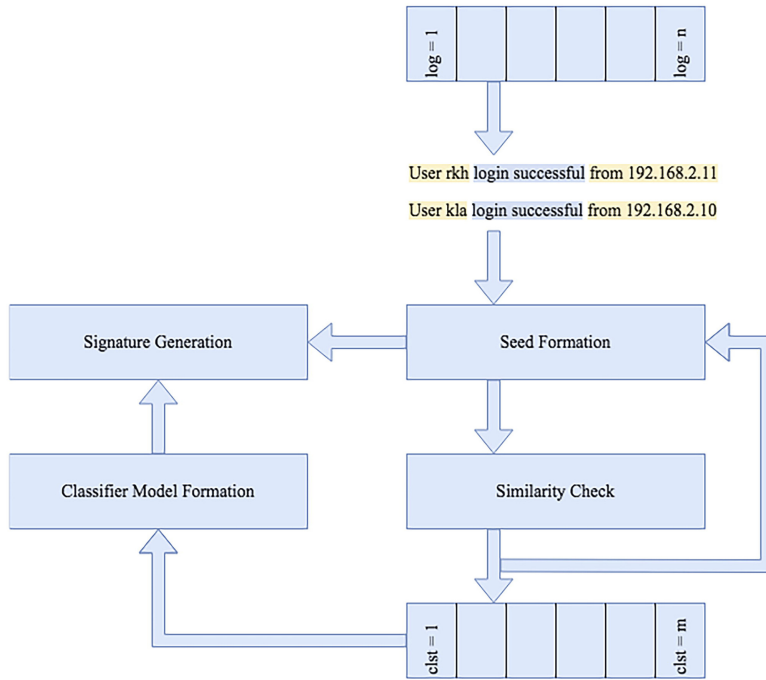 log = 1
log = n
User rkh login successful from 192.168.2.11
User kla login successful from 192.168.2.10
Signature Generation
Seed Formation
Classifier Model Formation
Similarity Check
clst = 1
clst = m